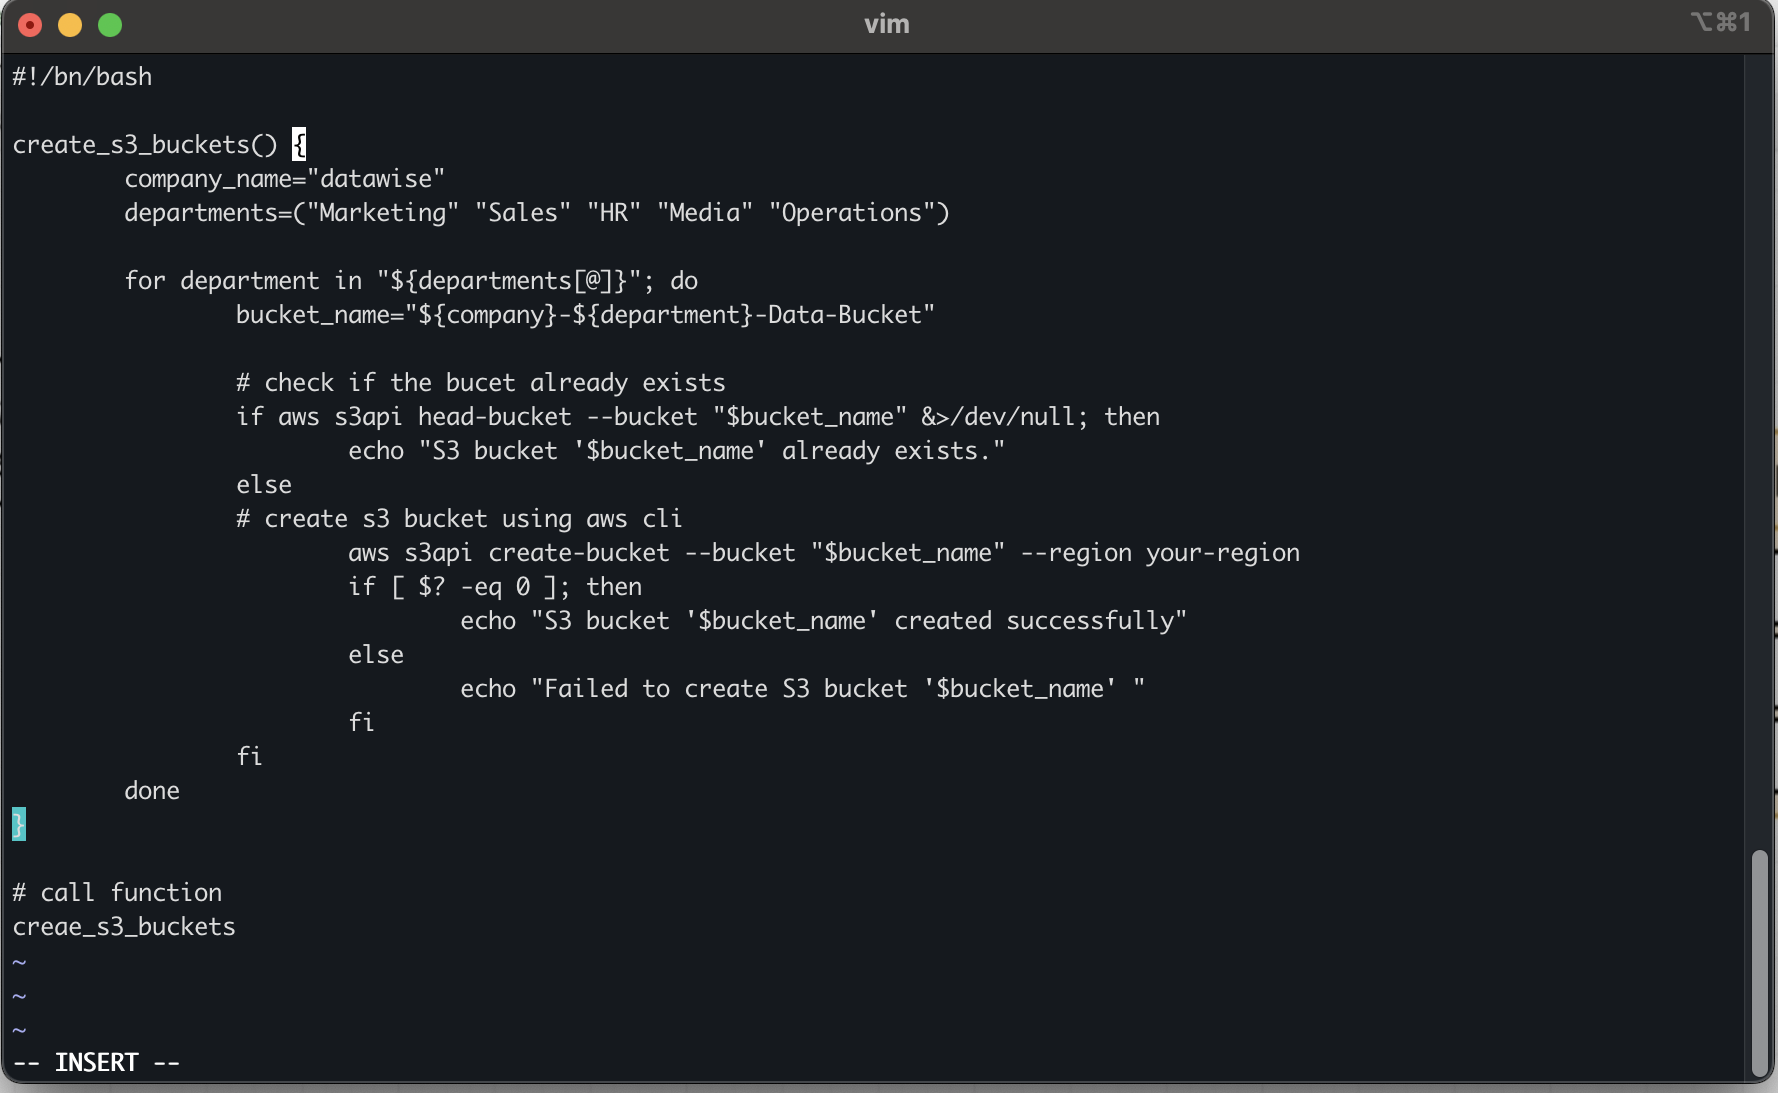 vim
⌥⌘1
#!/bn/bash
create_s3_buckets() {
company_name="datawise"
departments=("Marketing" "Sales" "HR" "Media" "Operations")
for department in "${departments[@]}"; do
bucket_name="${company}-${department}-Data-Bucket"
# check if the bucet already exists
if aws s3api head-bucket --bucket "$bucket_name" &>/dev/null; then
echo "S3 bucket '$bucket_name' already exists."
else
# create s3 bucket using aws cli
aws s3api create-bucket --bucket "$bucket_name" --region your-region
if [ $? -eq 0 ]; then
echo "S3 bucket '$bucket_name' created successfully"
else
echo "Failed to create S3 bucket '$bucket_name' "
fi
fi
done
}
# call function
creae_s3_buckets
~
~
~
-- INSERT --